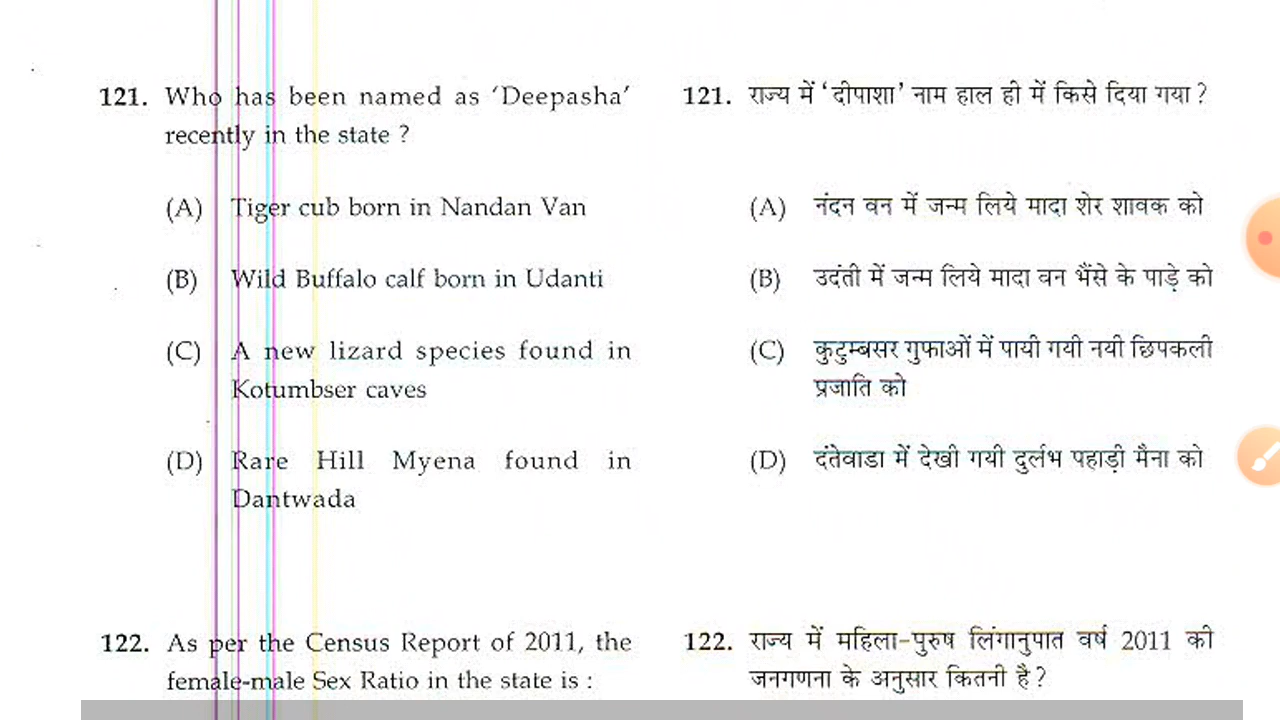 121. Who has been named as 'Deepasha'
recently in the state ?
(A) Tiger cub born in Nandan Van
(B) Wild Buffalo calf born in Udanti
(C) A new lizard species found in
Kotumbser caves
(D) Rare Hill Myena found in
Dantwada
122. As per the Census Report of 2011, the
female-male Sex Ratio in the state is :
121. राज्य में 'दीपाशा' नाम हाल ही में किसे दिया गया ?
(A) नंदन वन में जन्म लिये मादा शेर शावक को
(B) उदंती में जन्म लिये मादा वन भैंसे के पाड़े को
(C) कुटुम्बसर गुफाओं में पायी गयी नयी छिपकली
प्रजाति को
(D) दंतेवाडा में देखी गयी दुर्लभ पहाड़ी मैना को
122. राज्य में महिला-पुरुष लिंगानुपात वर्ष 2011 की
जनगणना के अनुसार कितनी है ?